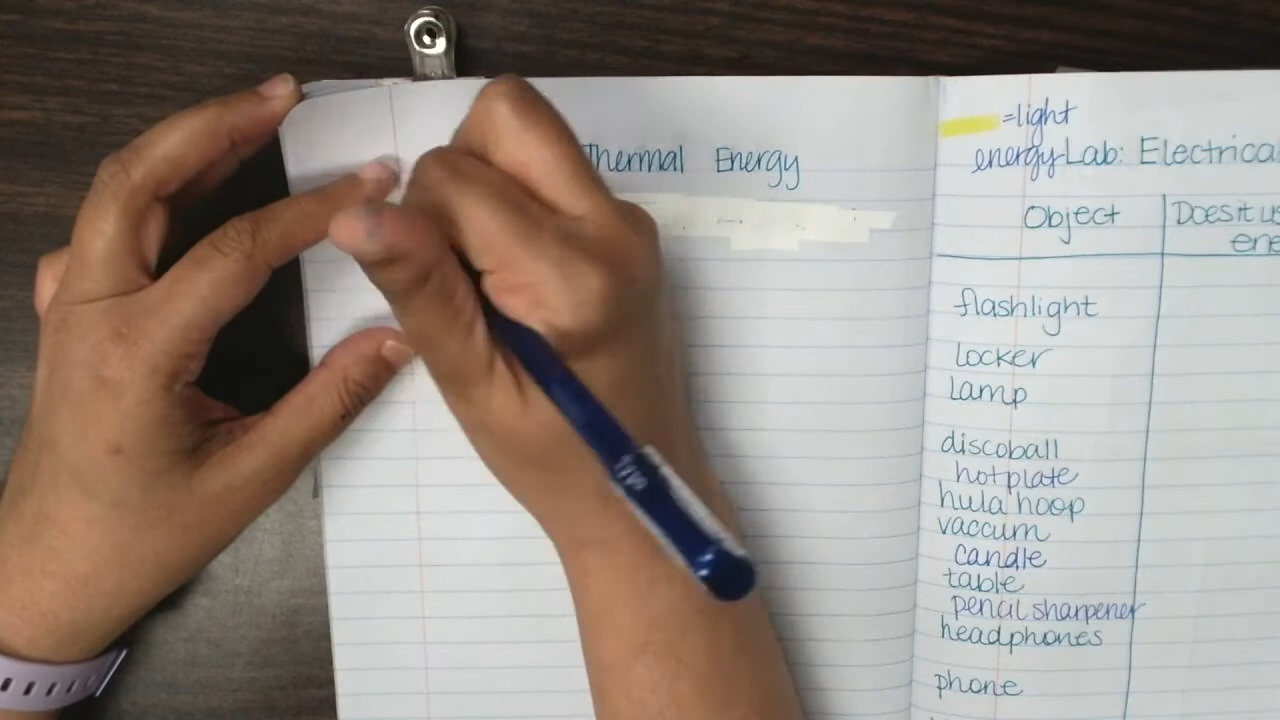 Thermal Energy
=light
energy Lab: Electrical
Object
Does it us
ene
flashlight
Locker
Lamp
discoball
hotplate
hula hoop
vaccum
candle
table
pencil sharpener
headphones
phone